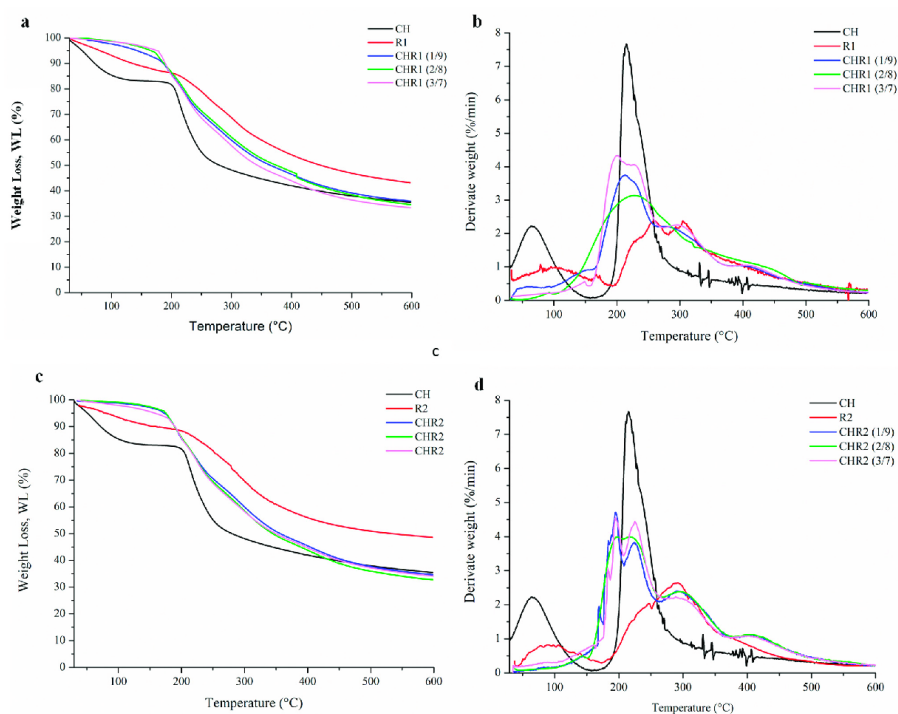 a
Weight Loss, WL (%)
100
90
80
70
60
50
40
30
20
10
0
100
200
300
400
500
600
Temperature (°C)
CH
R1
CHR1 (1/9)
CHR1 (2/8)
CHR1 (3/7)
b
Derivate weight (%/min)
8
7
6
5
4
3
2
1
0
100
200
300
400
500
600
Temperature (°C)
CH
R1
CHR1 (1/9)
CHR1 (2/8)
CHR1 (3/7)
c
c
Weight Loss, WL (%)
100
90
80
70
60
50
40
30
20
10
0
100
200
300
400
500
600
Temperature (°C)
CH
R2
CHR2
CHR2
CHR2
d
Derivate weight (%/min)
8
7
6
5
4
3
2
1
0
100
200
300
400
500
600
Temperature (°C)
CH
R2
CHR2 (1/9)
CHR2 (2/8)
CHR2 (3/7)